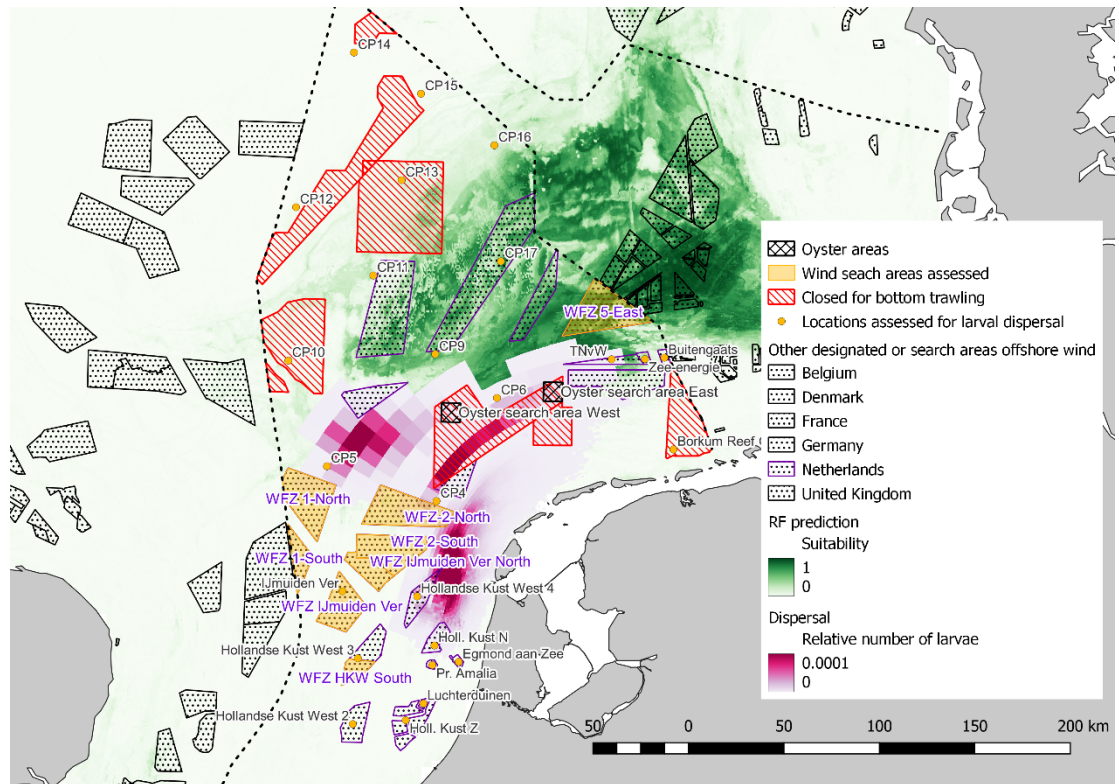 CP14
CP15
CP16
CP13
CP12
CP17
CP11
WFZ 5-East
CP9
CP10
TNvW
Buitengaats
Zee-energie
CP6
Oyster search area East
Oyster search area West
Borkum Reef
CP5
WFZ 1-North
CP4
WFZ 2-North
WFZ 2-South
WFZ 1-South
WFZ IJmuiden Ver North
IJmuiden Ver
Hollandse Kust West 4
WFZ IJmuiden Ver
Holl. Kust N
Hollandse Kust West 3
Egmond aan Zee
Pr. Amalia
WFZ HKW South
Luchterduinen
Hollandse Kust West 2
Holl. Kust Z
Oyster areas
Wind seach areas assessed
Closed for bottom trawling
Locations assessed for larval dispersal
Other designated or search areas offshore wind
Belgium
Denmark
France
Germany
Netherlands
United Kingdom
RF prediction
Suitability
1
0
Dispersal
Relative number of larvae
0.0001
0
50 0 50 100 150 200 km